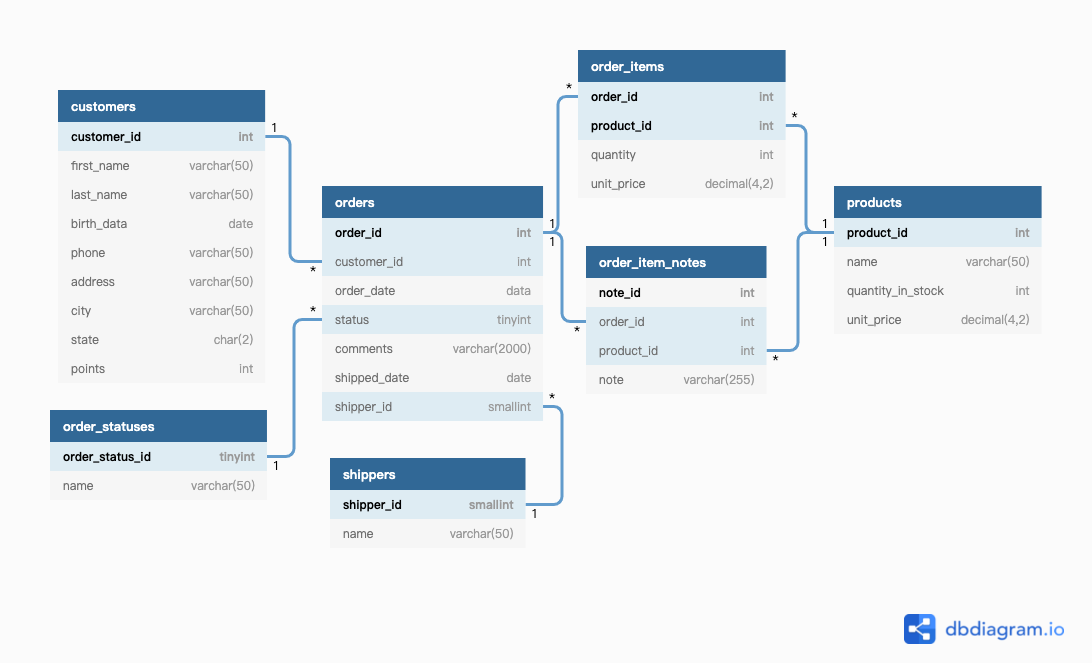 customers
customer_id int
first_name varchar(50)
last_name varchar(50)
birth_data date
phone varchar(50)
address varchar(50)
city varchar(50)
state char(2)
points int
order_statuses
order_status_id tinyint
name varchar(50)
orders
order_id int
customer_id int
order_date data
status tinyint
comments varchar(2000)
shipped_date date
shipper_id smallint
shippers
shipper_id smallint
name varchar(50)
order_items
order_id int
product_id int
quantity int
unit_price decimal(4,2)
order_item_notes
note_id int
order_id int
product_id int
note varchar(255)
products
product_id int
name varchar(50)
quantity_in_stock int
unit_price decimal(4,2)
1
*
*
1
*
1
1
1
*
*
*
1
1
*
dbdiagram.io